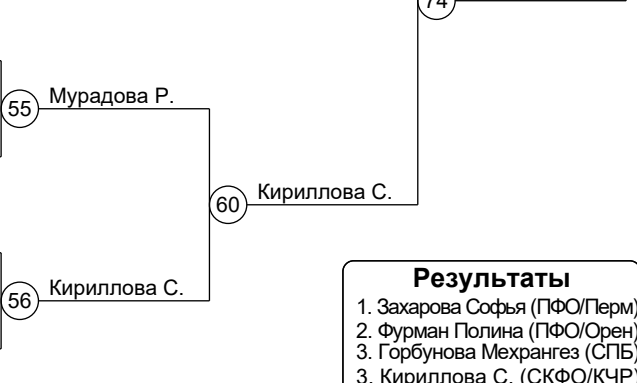 74
55 Мурадова Р.
60 Кириллова С.
56 Кириллова С.
Результаты
1. Захарова Софья (ПФО/Перм)
2. Фурман Полина (ПФО/Орен)
3. Горбунова Мехрангез (СПБ)
3. Кириллова С. (СКФО/КЧР)